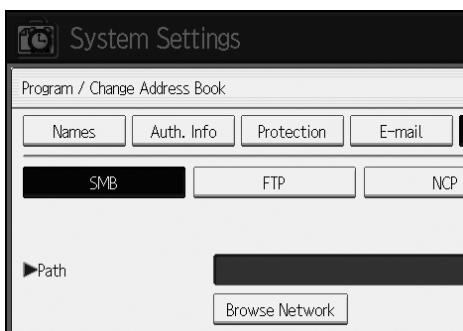 System Settings
Program / Change Address Book
Names Auth. Info Protection E-mail
SMB FTP NCP
▶Path
Browse Network